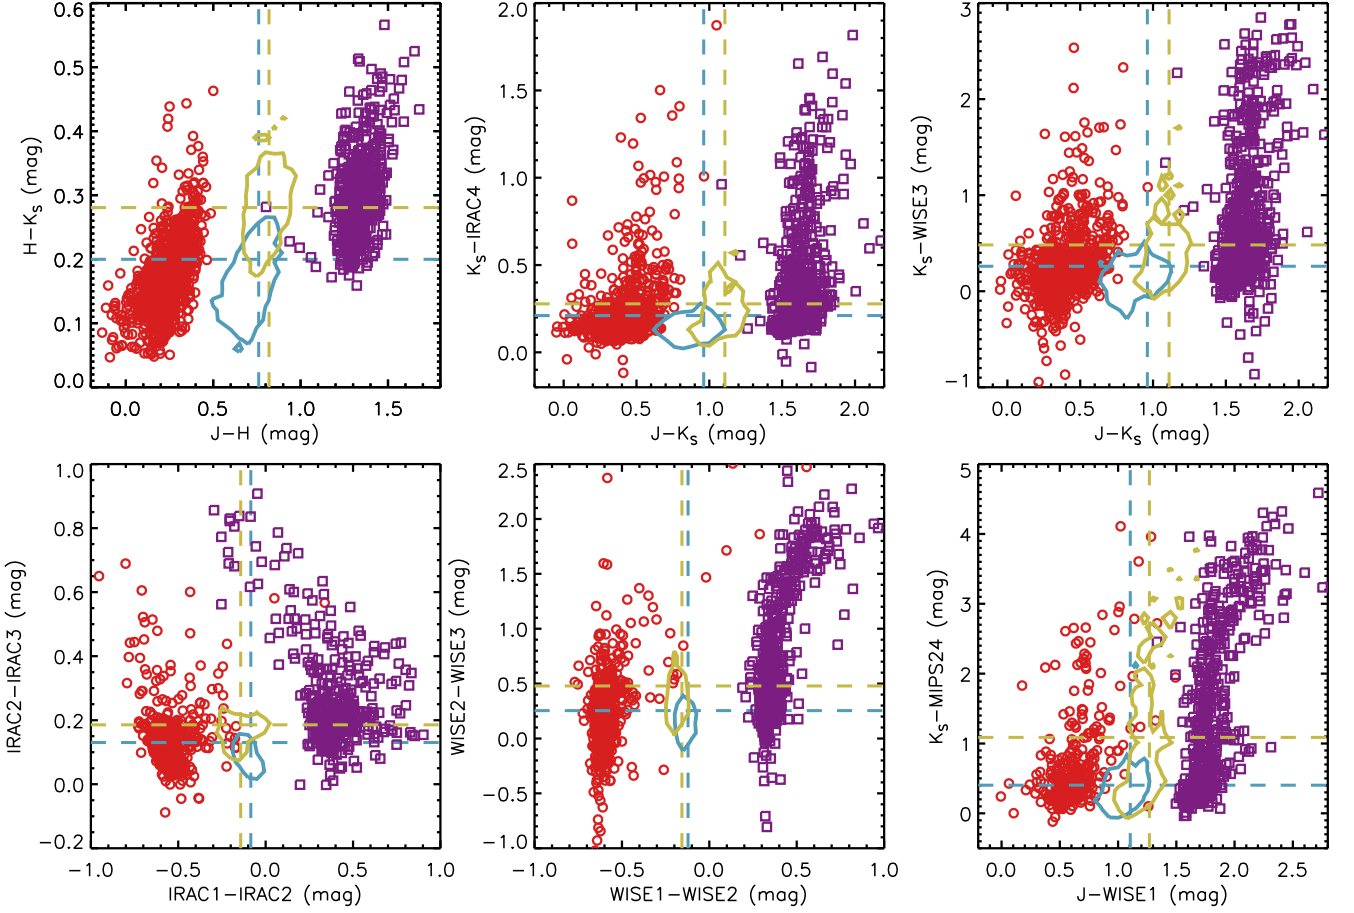 0.6
0.5
0.4
0.3
0.2
0.1
0.0
H−Ks (mag)
0.0 0.5 1.0 1.5
J−H (mag)
2.0
1.5
1.0
0.5
0.0
Ks−IRAC4 (mag)
0.0 0.5 1.0 1.5 2.0
J−Ks (mag)
3
2
1
0
−1
Ks−WISE3 (mag)
0.0 0.5 1.0 1.5 2.0
J−Ks (mag)
1.0
0.8
0.6
0.4
0.2
0.0
−0.2
IRAC2−IRAC3 (mag)
−1.0 −0.5 0.0 0.5 1.0
IRAC1−IRAC2 (mag)
2.5
2.0
1.5
1.0
0.5
0.0
−0.5
−1.0
WISE2−WISE3 (mag)
−1.0 −0.5 0.0 0.5 1.0
WISE1−WISE2 (mag)
5
4
3
2
1
0
Ks−MIPS24 (mag)
0.0 0.5 1.0 1.5 2.0 2.5
J−WISE1 (mag)